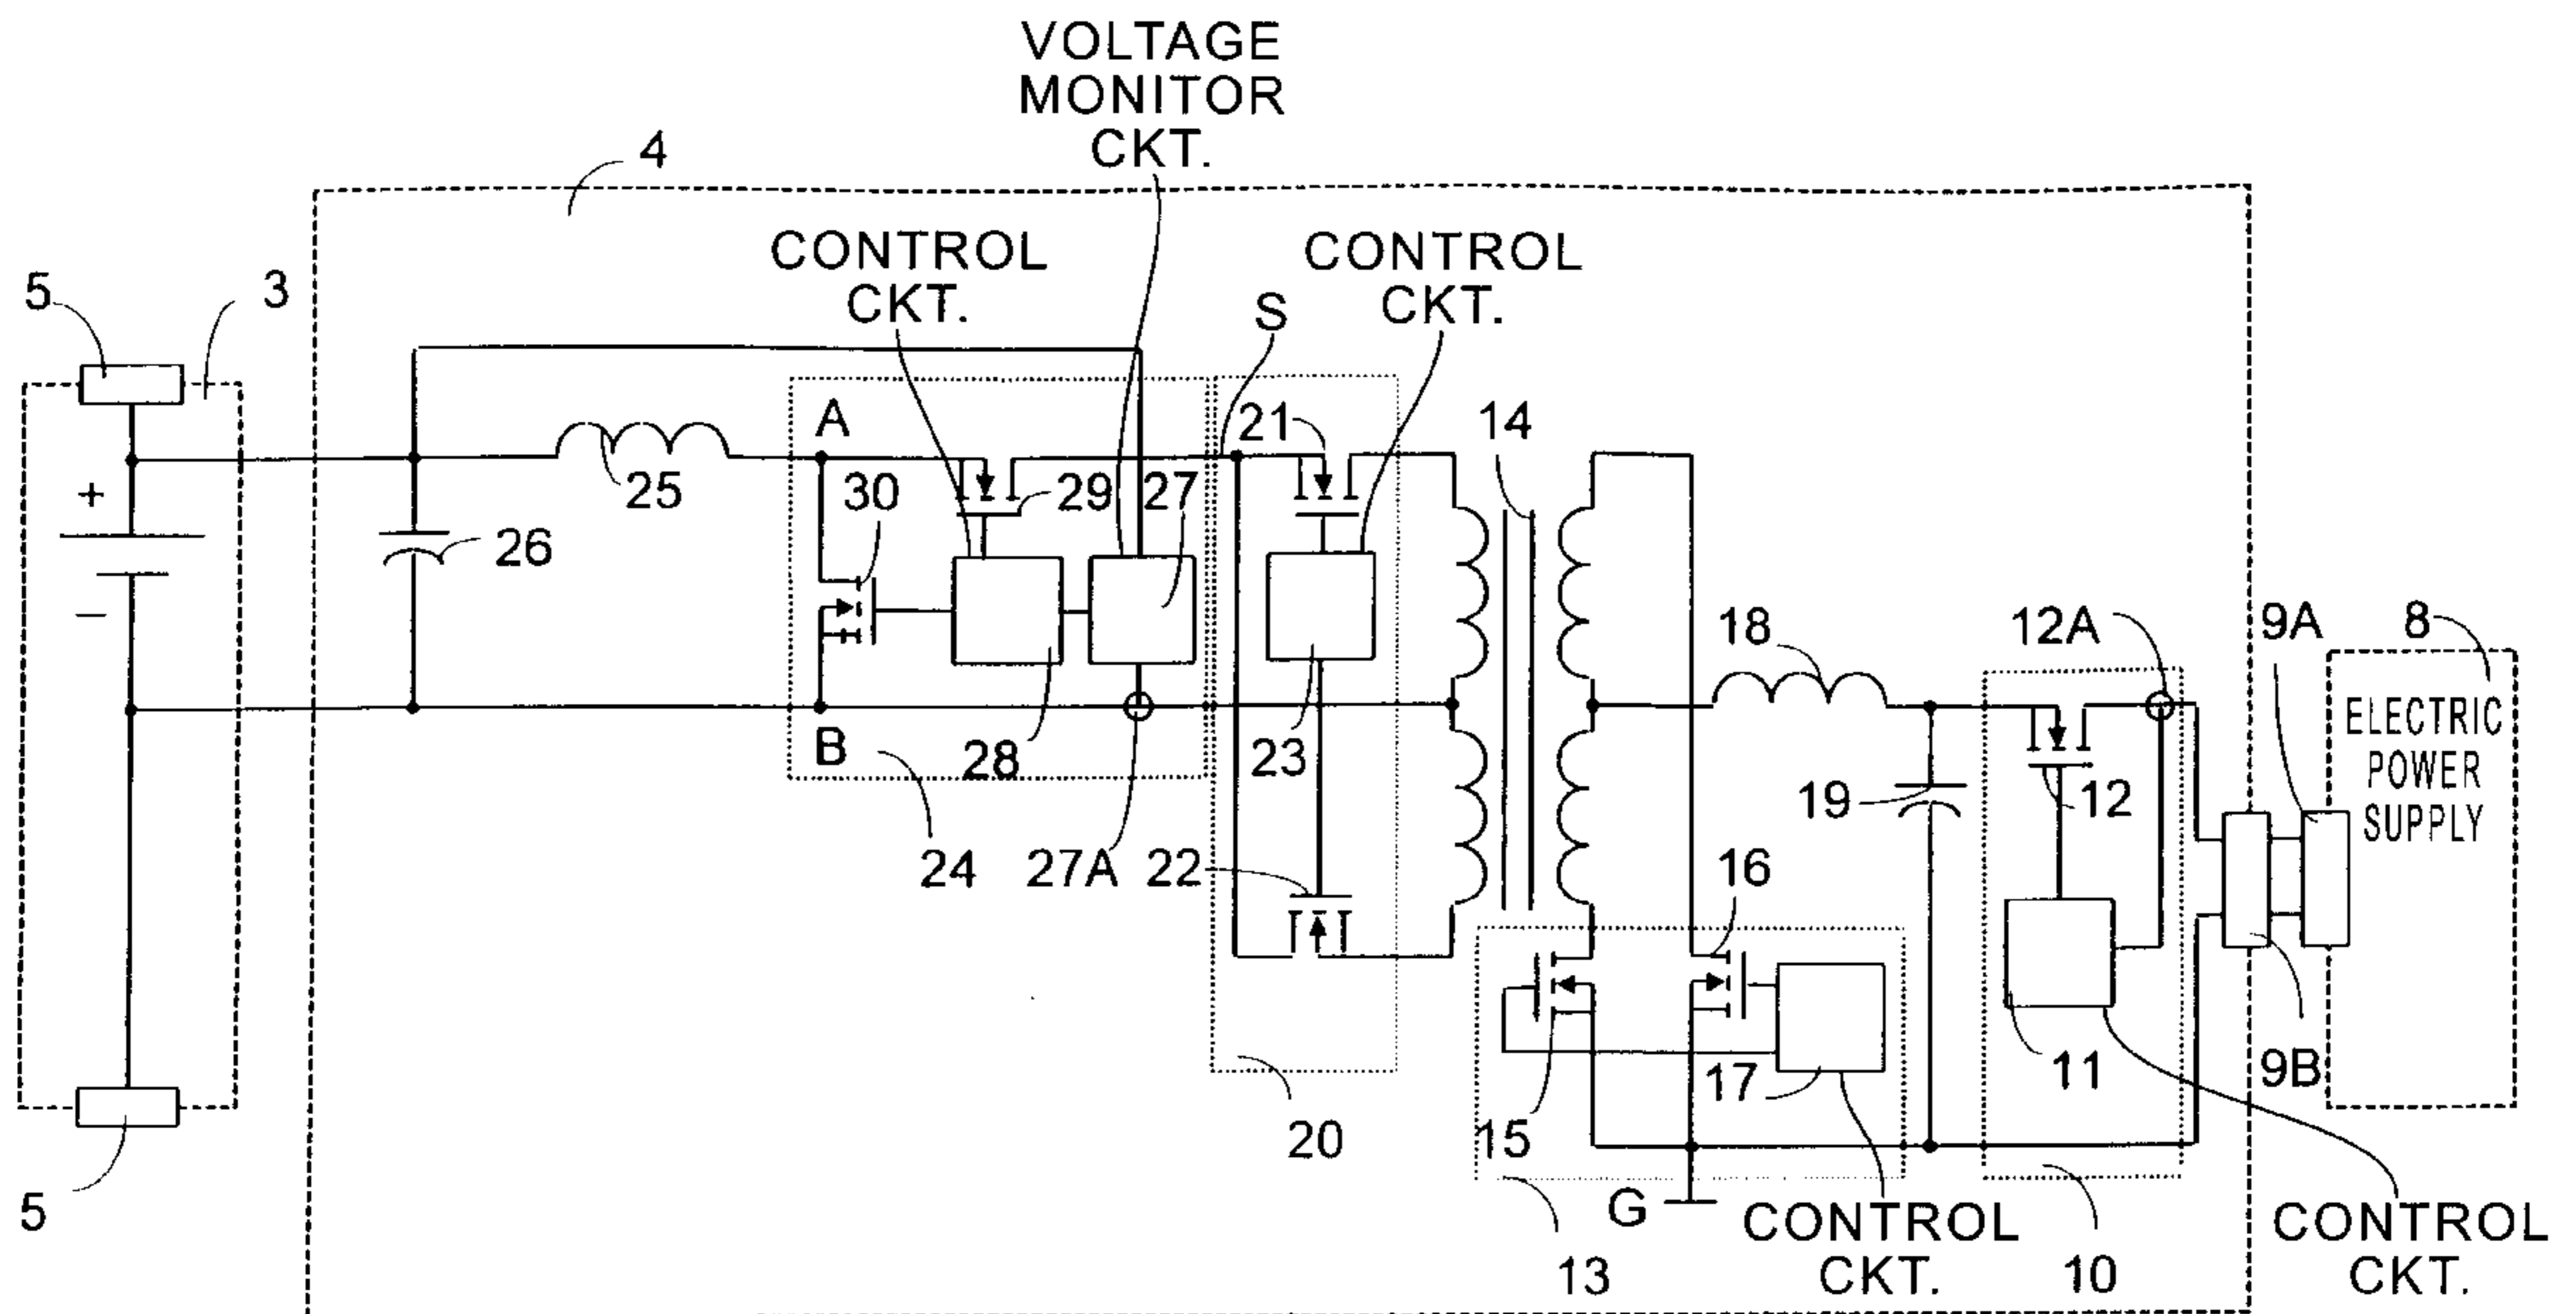 VOLTAGE
MONITOR
CKT.
4
CONTROL
CKT.
CONTROL
CKT.
5
3
S
A
21
14
+
25
30
29
27
26
−
18
12A
9A
8
ELECTRIC
POWER
SUPPLY
B
28
23
19
12
24
27A
22
16
11
9B
17
20
15
5
G
CONTROL
CKT.
CONTROL
CKT.
13
10